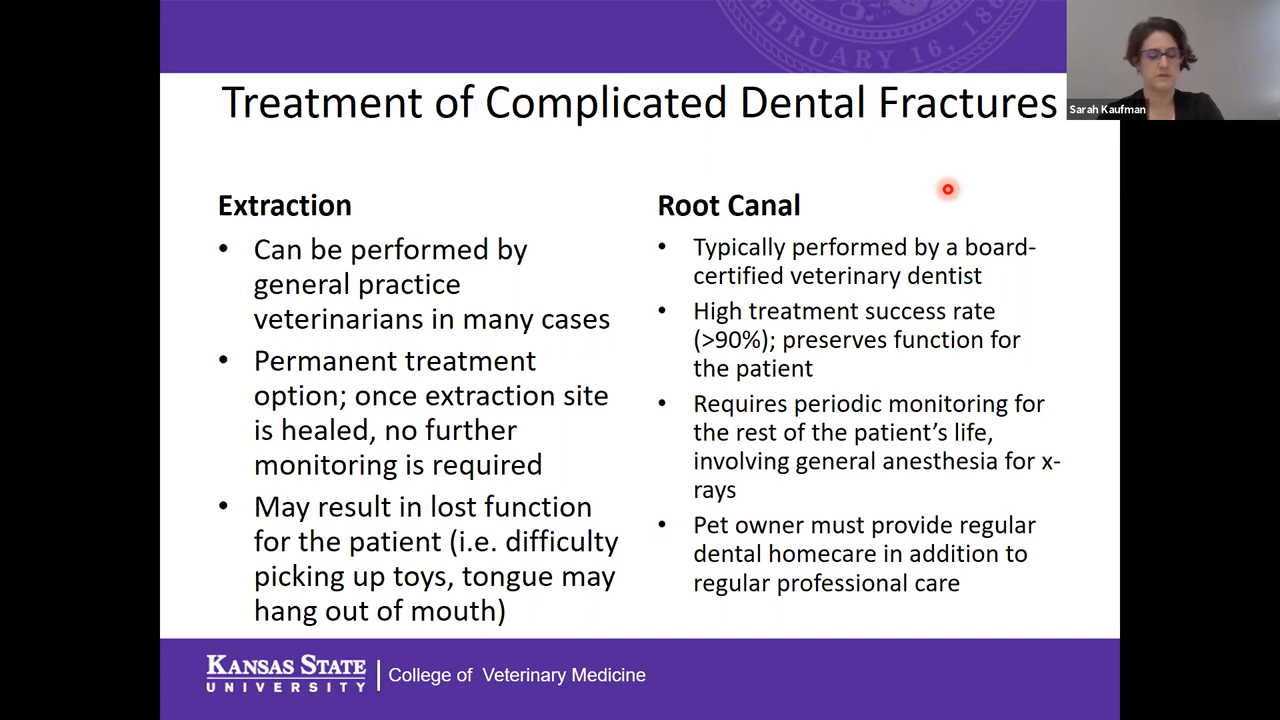 FEBRUARY 16, 186
Treatment of Complicated Dental Fractures
Sarah Kaufman
Extraction
• Can be performed by
general practice
veterinarians in many cases
• Permanent treatment
option; once extraction site
is healed, no further
monitoring is required
• May result in lost function
for the patient (i.e. difficulty
picking up toys, tongue may
hang out of mouth)
Root Canal
• Typically performed by a board-
certified veterinary dentist
• High treatment success rate
(>90%); preserves function for
the patient
• Requires periodic monitoring for
the rest of the patient’s life,
involving general anesthesia for x-
rays
• Pet owner must provide regular
dental homecare in addition to
regular professional care
KANSAS STATE
UNIVERSITY
College of Veterinary Medicine